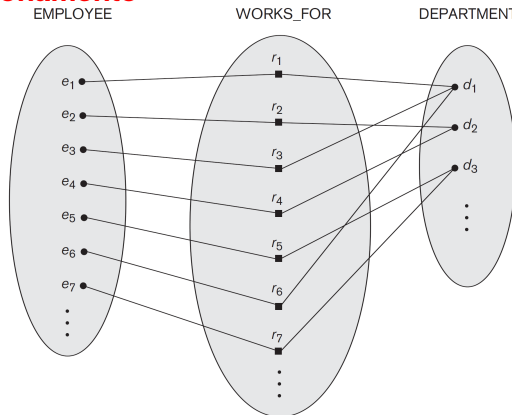 EMPLOYEE WORKS_FOR DEPARTMENT
e1
e2
e3
e4
e5
e6
e7
r1
r2
r3
r4
r5
r6
r7
d1
d2
d3